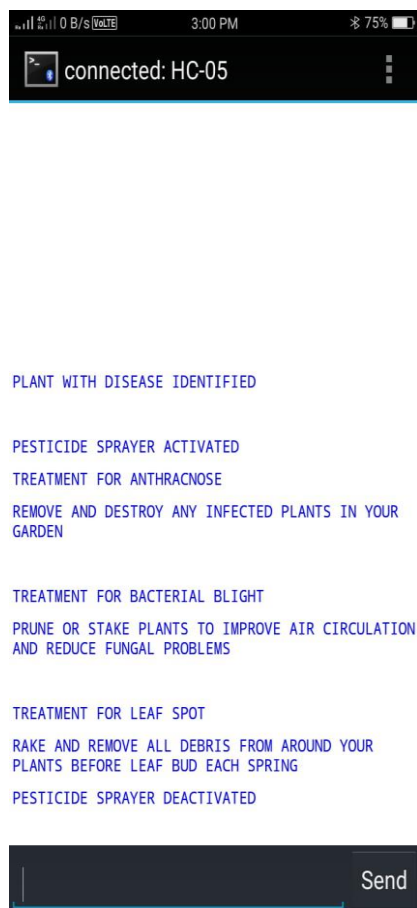 4G 0 B/s VoLTE 3:00 PM 75%
connected: HC-05
PLANT WITH DISEASE IDENTIFIED
PESTICIDE SPRAYER ACTIVATED
TREATMENT FOR ANTHRACNOSE
REMOVE AND DESTROY ANY INFECTED PLANTS IN YOUR
GARDEN
TREATMENT FOR BACTERIAL BLIGHT
PRUNE OR STAKE PLANTS TO IMPROVE AIR CIRCULATION
AND REDUCE FUNGAL PROBLEMS
TREATMENT FOR LEAF SPOT
RAKE AND REMOVE ALL DEBRIS FROM AROUND YOUR
PLANTS BEFORE LEAF BUD EACH SPRING
PESTICIDE SPRAYER DEACTIVATED
Send